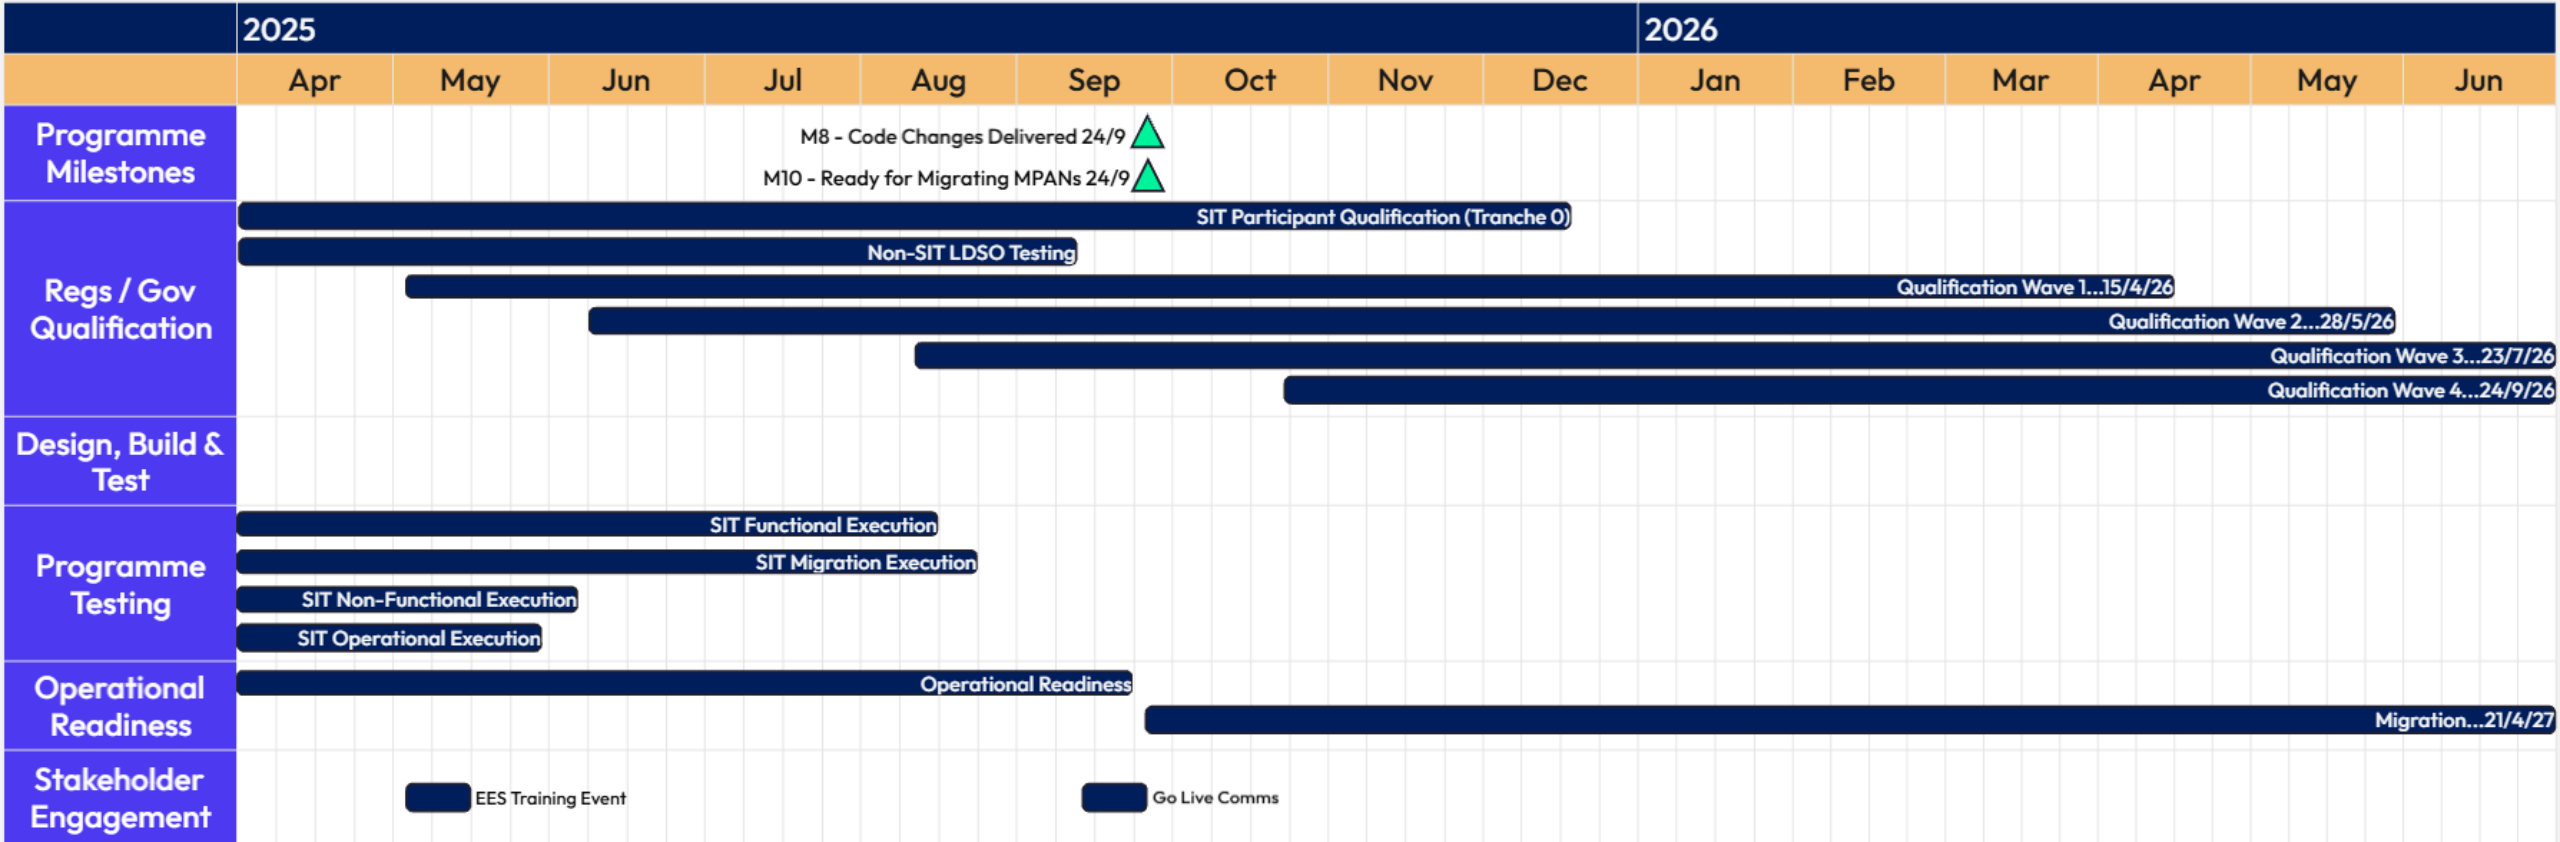 2025
2026
Apr
May
Jun
Jul
Aug
Sep
Oct
Nov
Dec
Jan
Feb
Mar
Apr
May
Jun
Programme
Milestones
M8 - Code Changes Delivered 24/9
M10 - Ready for Migrating MPANs 24/9
Regs / Gov
Qualification
SIT Participant Qualification (Tranche 0)
Non-SIT LDSO Testing
Qualification Wave 1...15/4/26
Qualification Wave 2...28/5/26
Qualification Wave 3...23/7/26
Qualification Wave 4...24/9/26
Design, Build &
Test
Programme
Testing
SIT Functional Execution
SIT Migration Execution
SIT Non-Functional Execution
SIT Operational Execution
Operational
Readiness
Operational Readiness
Migration...21/4/27
Stakeholder
Engagement
EES Training Event
Go Live Comms